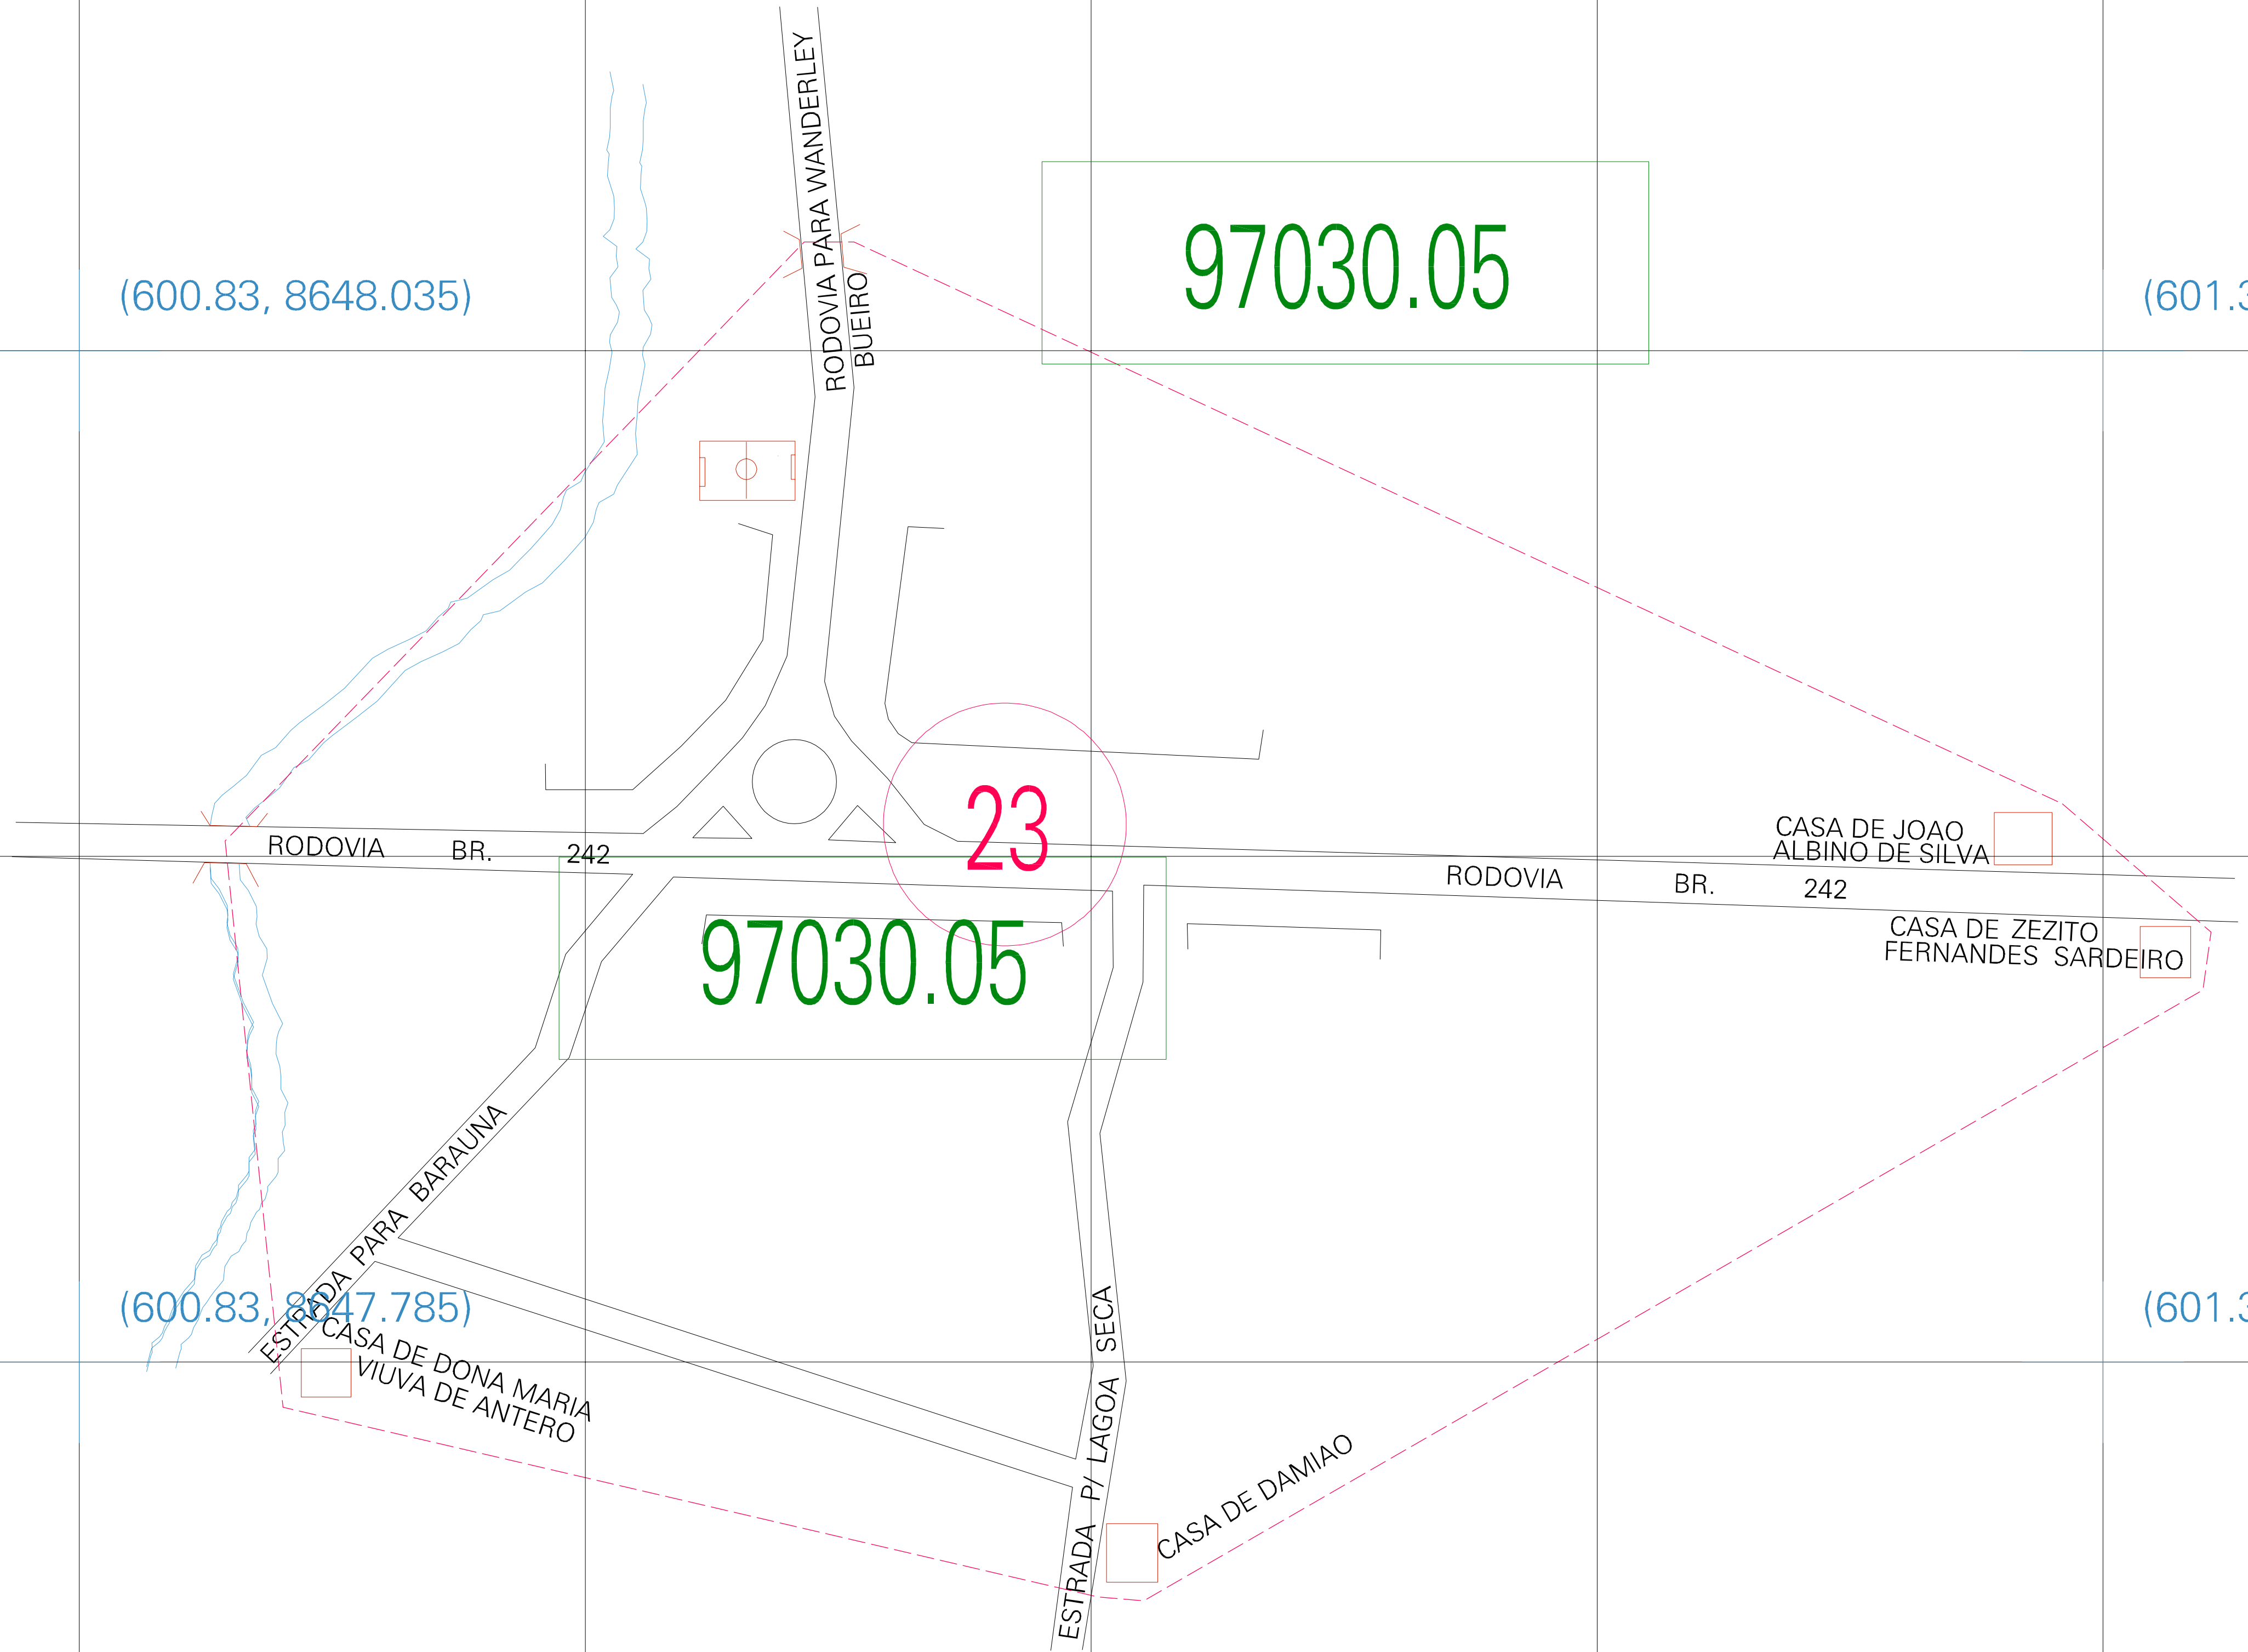 RODOVIA PARA WANDERLEY
BUEIRO
97030.05
(600.83, 8648.035)
(601.3
23
RODOVIA BR. 242
CASA DE JOAO
ALBINO DE SILVA
RODOVIA BR. 242
CASA DE ZEZITO
FERNANDES SARDEIRO
97030.05
ESTRADA PARA BARAUNA
(600.83, 8647.785)
(601.3
CASA DE DONA MARIA
VIUVA DE ANTERO
ESTRADA P/ LAGOA SECA
CASA DE DAMIAO